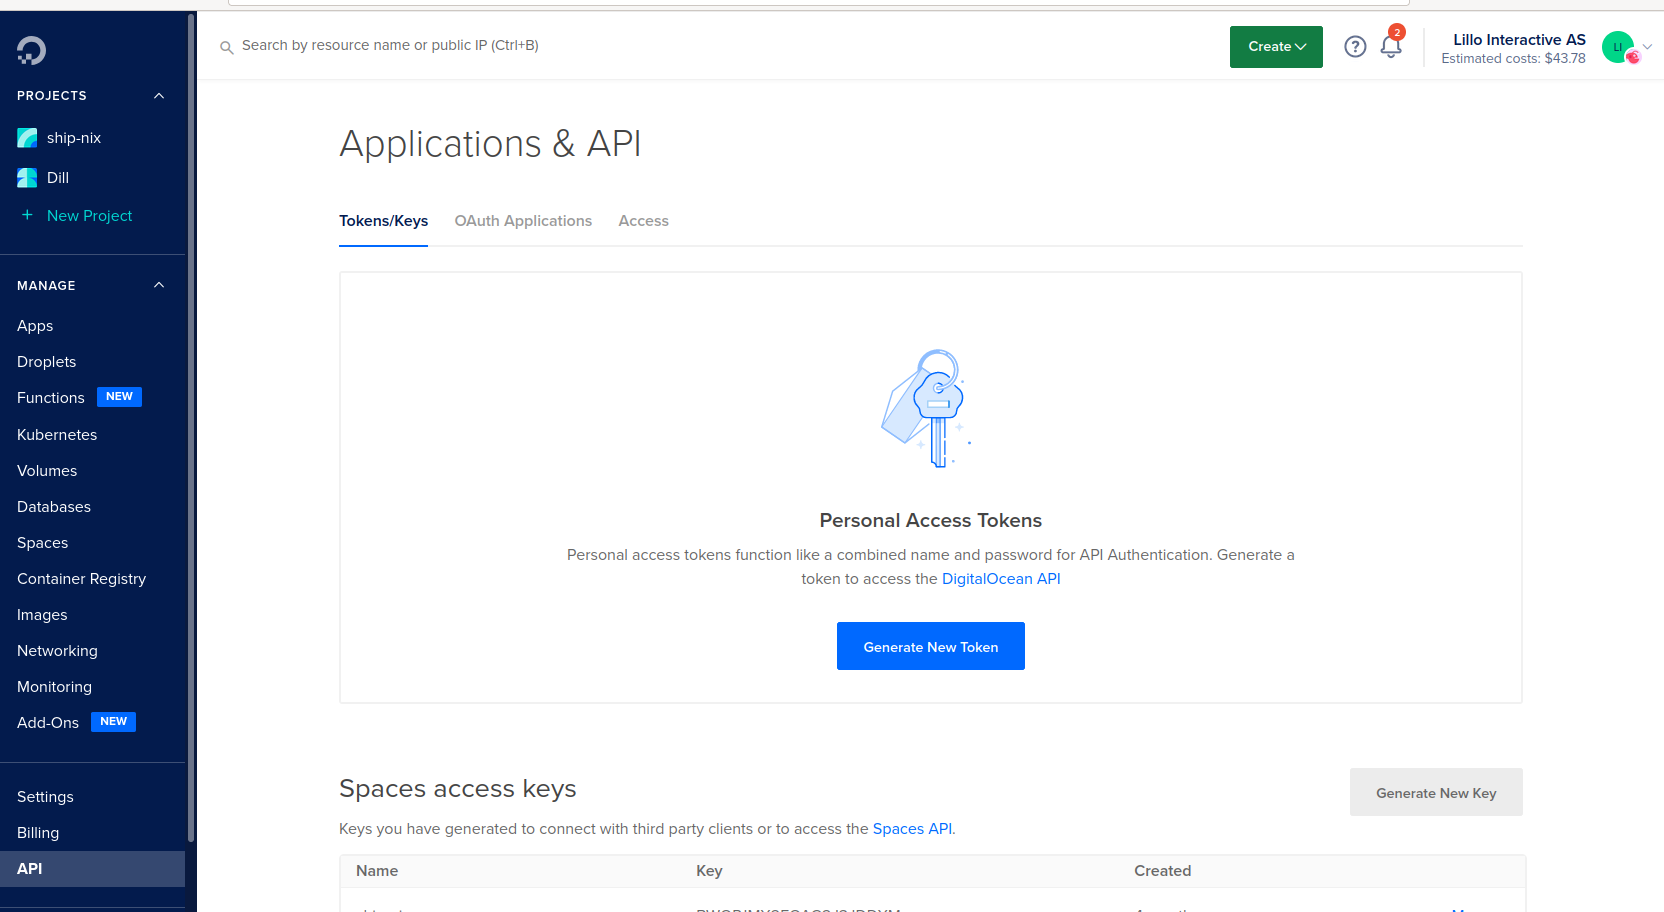 Search by resource name or public IP (Ctrl+B)
Create
2
Lillo Interactive AS
Estimated costs: $43.78
LI
PROJECTS
ship-nix
Dill
+ New Project
MANAGE
Apps
Droplets
Functions NEW
Kubernetes
Volumes
Databases
Spaces
Container Registry
Images
Networking
Monitoring
Add-Ons NEW
Settings
Billing
API
Applications & API
Tokens/Keys OAuth Applications Access
Personal Access Tokens
Personal access tokens function like a combined name and password for API Authentication. Generate a
token to access the DigitalOcean API
Generate New Token
Spaces access keys
Generate New Key
Keys you have generated to connect with third party clients or to access the Spaces API.
Name Key Created